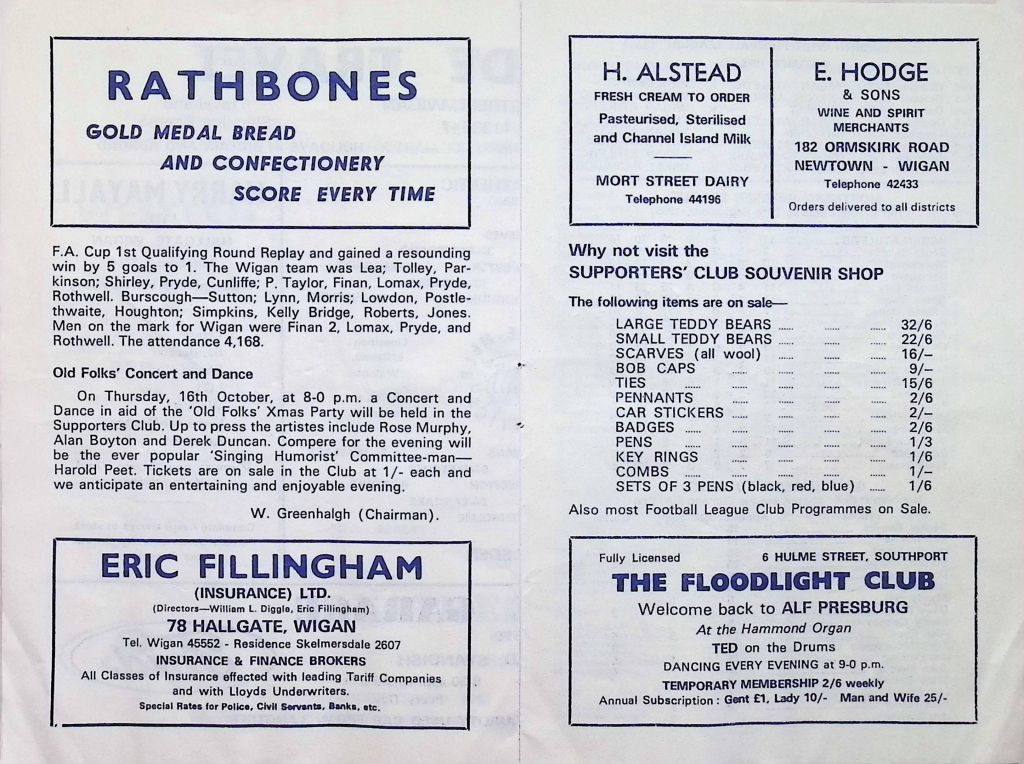 RATHBONES
GOLD MEDAL BREAD
AND CONFECTIONERY
SCORE EVERY TIME
F.A. Cup 1st Qualifying Round Replay and gained a resounding
win by 5 goals to 1. The Wigan team was Lea; Tolley, Par-
kinson; Shirley, Pryde, Cunliffe; P. Taylor, Finan, Lomax, Pryde,
Rothwell. Burscough—Sutton; Lynn, Morris; Lowdon, Postle-
thwaite, Houghton; Simpkins, Kelly Bridge, Roberts, Jones.
Men on the mark for Wigan were Finan 2, Lomax, Pryde, and
Rothwell. The attendance 4,168.
Old Folks' Concert and Dance
On Thursday, 16th October, at 8-0 p.m. a Concert and
Dance in aid of the 'Old Folks' Xmas Party will be held in the
Supporters Club. Up to press the artistes include Rose Murphy,
Alan Boyton and Derek Duncan. Compere for the evening will
be the ever popular 'Singing Humorist' Committee-man—
Harold Peet. Tickets are on sale in the Club at 1/- each and
we anticipate an entertaining and enjoyable evening.
W. Greenhalgh (Chairman).
ERIC FILLINGHAM
(INSURANCE) LTD.
(Directors—William L. Diggle, Eric Fillingham)
78 HALLGATE, WIGAN
Tel. Wigan 45552 - Residence Skelmersdale 2607
INSURANCE & FINANCE BROKERS
All Classes of Insurance effected with leading Tariff Companies
and with Lloyds Underwriters.
Special Rates for Police, Civil Servants, Banks, etc.
H. ALSTEAD
FRESH CREAM TO ORDER
Pasteurised, Sterilised
and Channel Island Milk
MORT STREET DAIRY
Telephone 44196
E. HODGE
& SONS
WINE AND SPIRIT
MERCHANTS
182 ORMSKIRK ROAD
NEWTOWN - WIGAN
Telephone 42433
Orders delivered to all districts
Why not visit the
SUPPORTERS' CLUB SOUVENIR SHOP
The following items are on sale—
LARGE TEDDY BEARS ...... ...... ...... 32/6
SMALL TEDDY BEARS ...... ...... ...... 22/6
SCARVES (all wool) ...... ...... ...... 16/–
BOB CAPS ...... ...... ...... 9/–
TIES ...... ...... ...... 15/6
PENNANTS ...... ...... ...... 2/6
CAR STICKERS ...... ...... ...... 2/–
BADGES ...... ...... ...... 2/6
PENS ...... ...... ...... 1/3
KEY RINGS ...... ...... ...... 1/6
COMBS ...... ...... ...... 1/–
SETS OF 3 PENS (black, red, blue) ...... 1/6
Also most Football League Club Programmes on Sale.
Fully Licensed 6 HULME STREET, SOUTHPORT
THE FLOODLIGHT CLUB
Welcome back to ALF PRESBURG
At the Hammond Organ
TED on the Drums
DANCING EVERY EVENING at 9-0 p.m.
TEMPORARY MEMBERSHIP 2/6 weekly
Annual Subscription: Gent £1, Lady 10/- Man and Wife 25/-